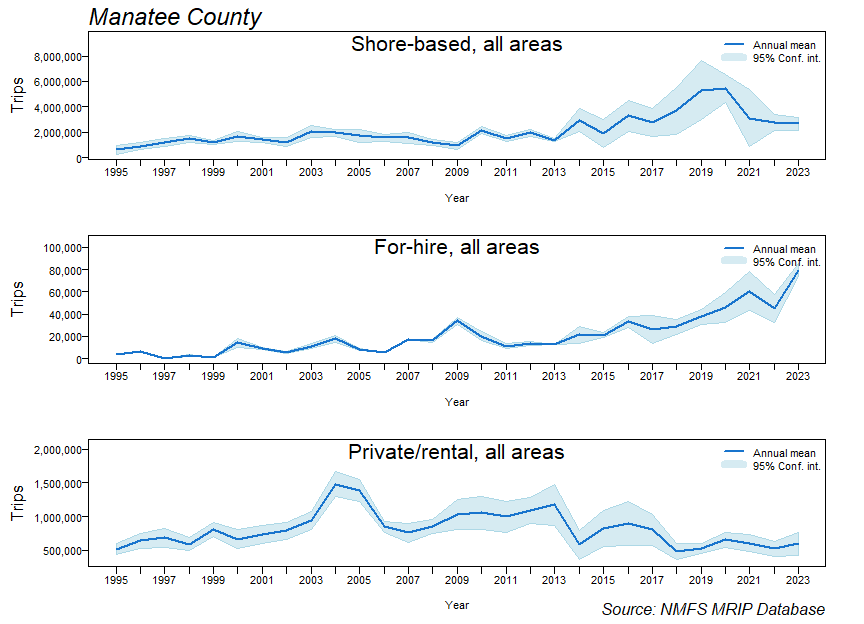 Manatee County
Shore-based, all areas
Annual mean
95% Conf. int.
Trips
8,000,000
6,000,000
4,000,000
2,000,000
0
1995 1997 1999 2001 2003 2005 2007 2009 2011 2013 2015 2017 2019 2021 2023
Year
For-hire, all areas
Annual mean
95% Conf. int.
Trips
100,000
80,000
60,000
40,000
20,000
0
1995 1997 1999 2001 2003 2005 2007 2009 2011 2013 2015 2017 2019 2021 2023
Year
Private/rental, all areas
Annual mean
95% Conf. int.
Trips
2,000,000
1,500,000
1,000,000
500,000
1995 1997 1999 2001 2003 2005 2007 2009 2011 2013 2015 2017 2019 2021 2023
Year
Source: NMFS MRIP Database